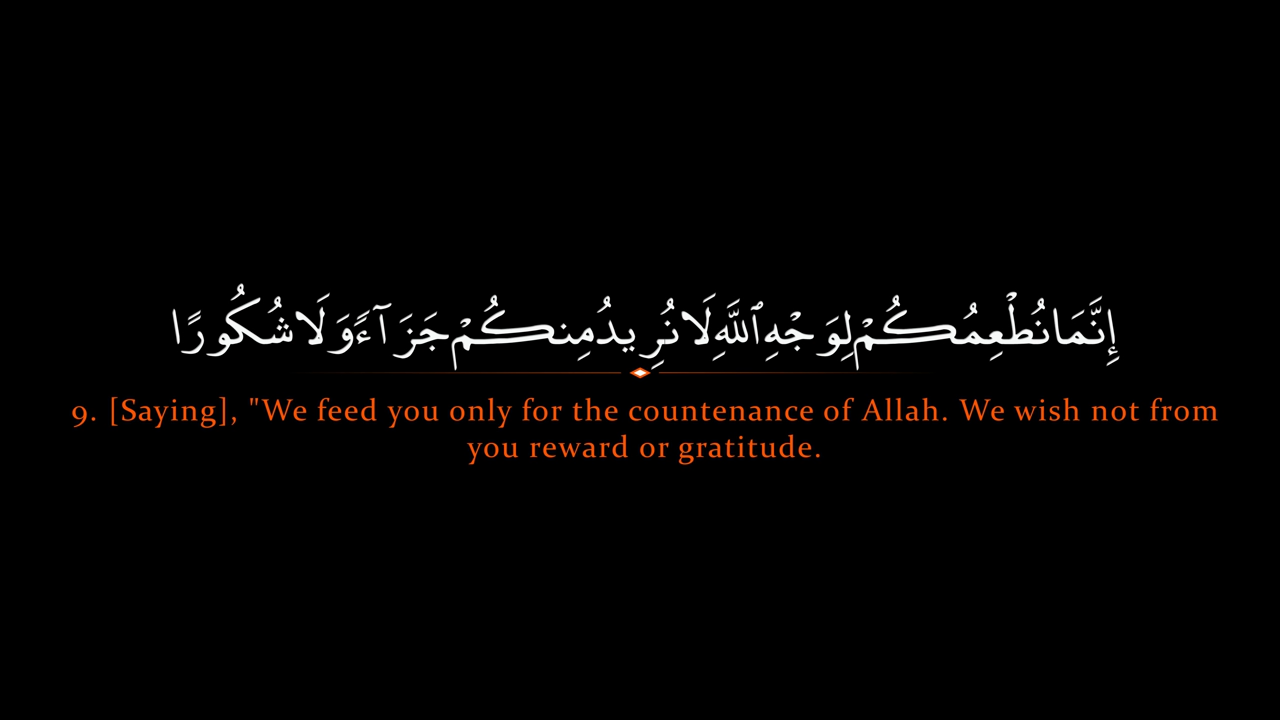 إِنَّمَا نُطْعِمُكُمْ لِوَجْهِ ٱللَّهِ لَا نُرِيدُ مِنكُمْ جَزَآءً وَلَا شُكُورًا
9. [Saying], "We feed you only for the countenance of Allah. We wish not from
you reward or gratitude.